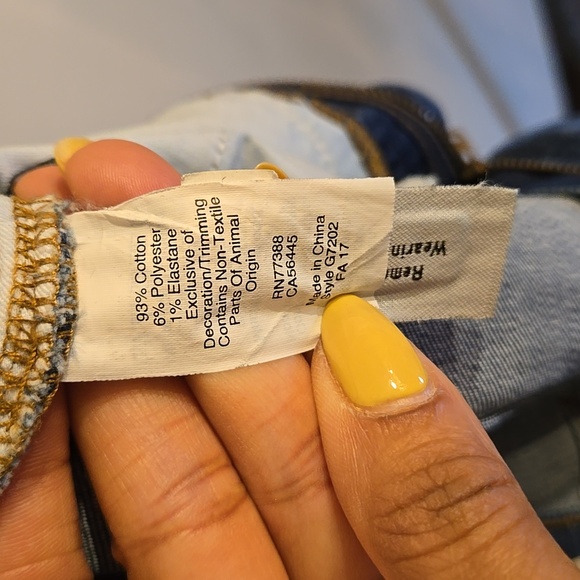 93% Cotton
6% Polyester
1% Elastane
Exclusive of
Decoration/Trimming
Contains Non-Textile
Parts Of Animal
Origin
RN77388
CA56445
Made in China
Style G7202
FA 17